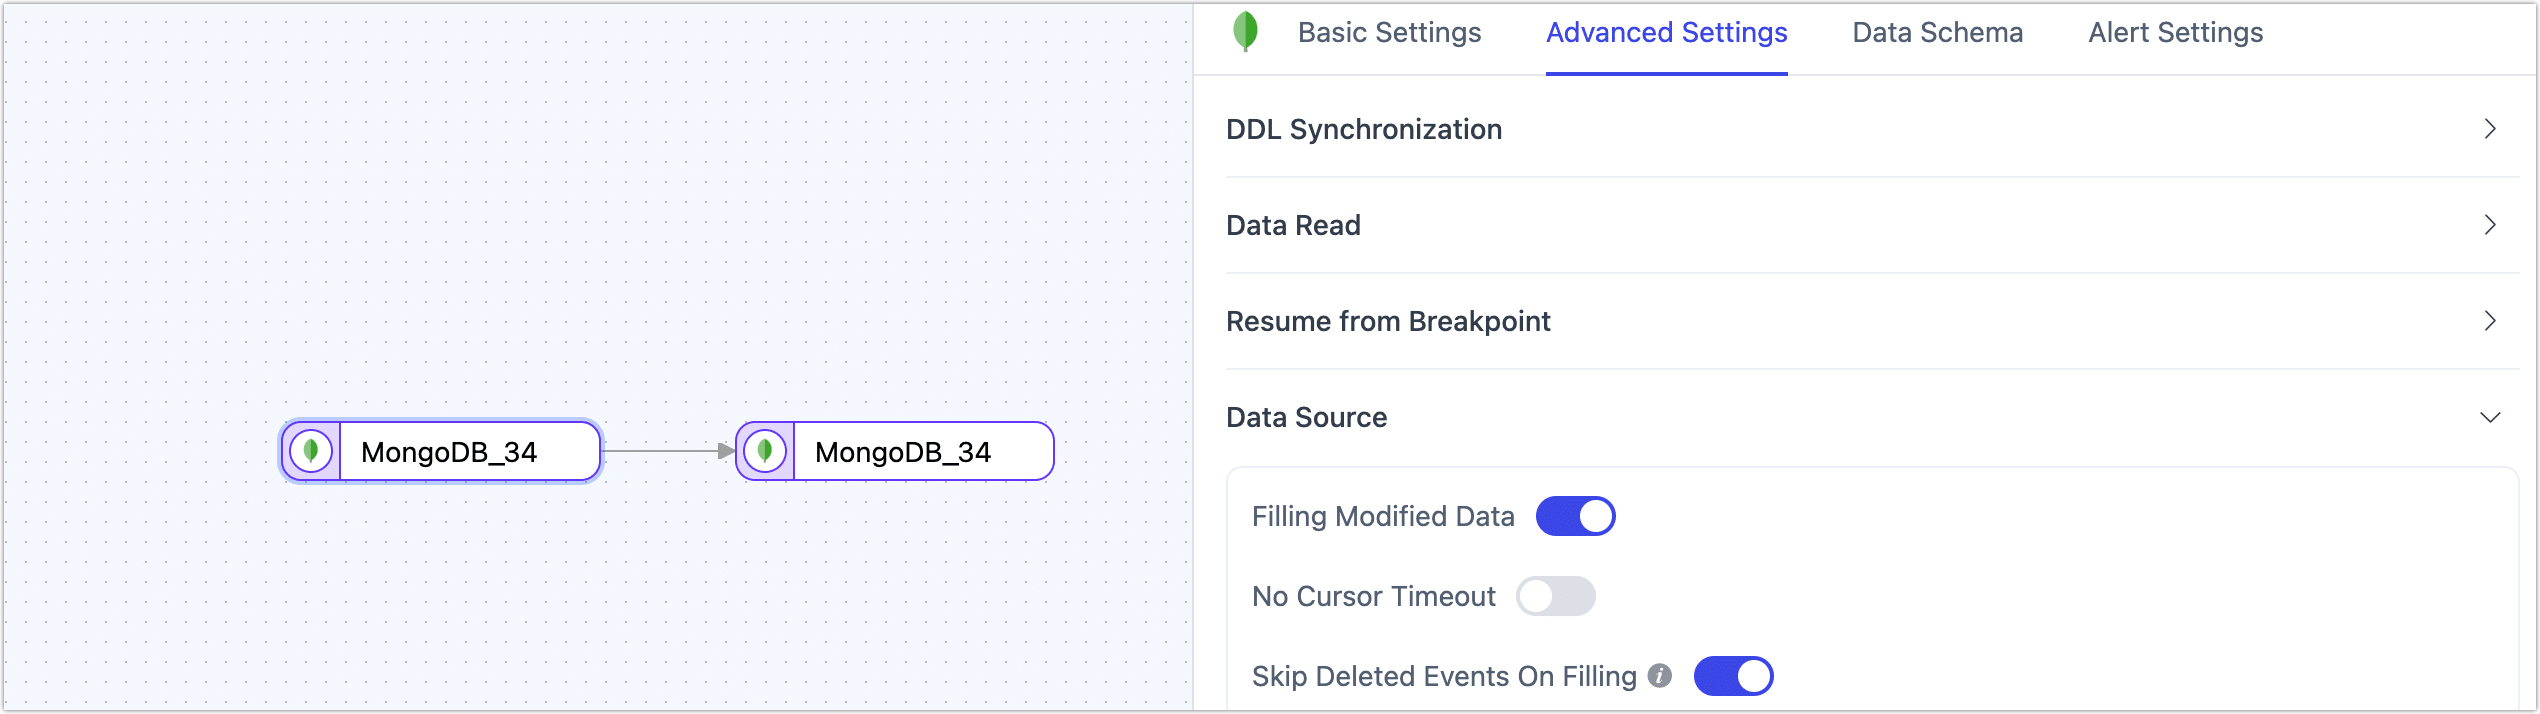 Basic Settings
Advanced Settings
Data Schema
Alert Settings
DDL Synchronization
Data Read
Resume from Breakpoint
Data Source
MongoDB_34
MongoDB_34
Filling Modified Data
No Cursor Timeout
Skip Deleted Events On Filling